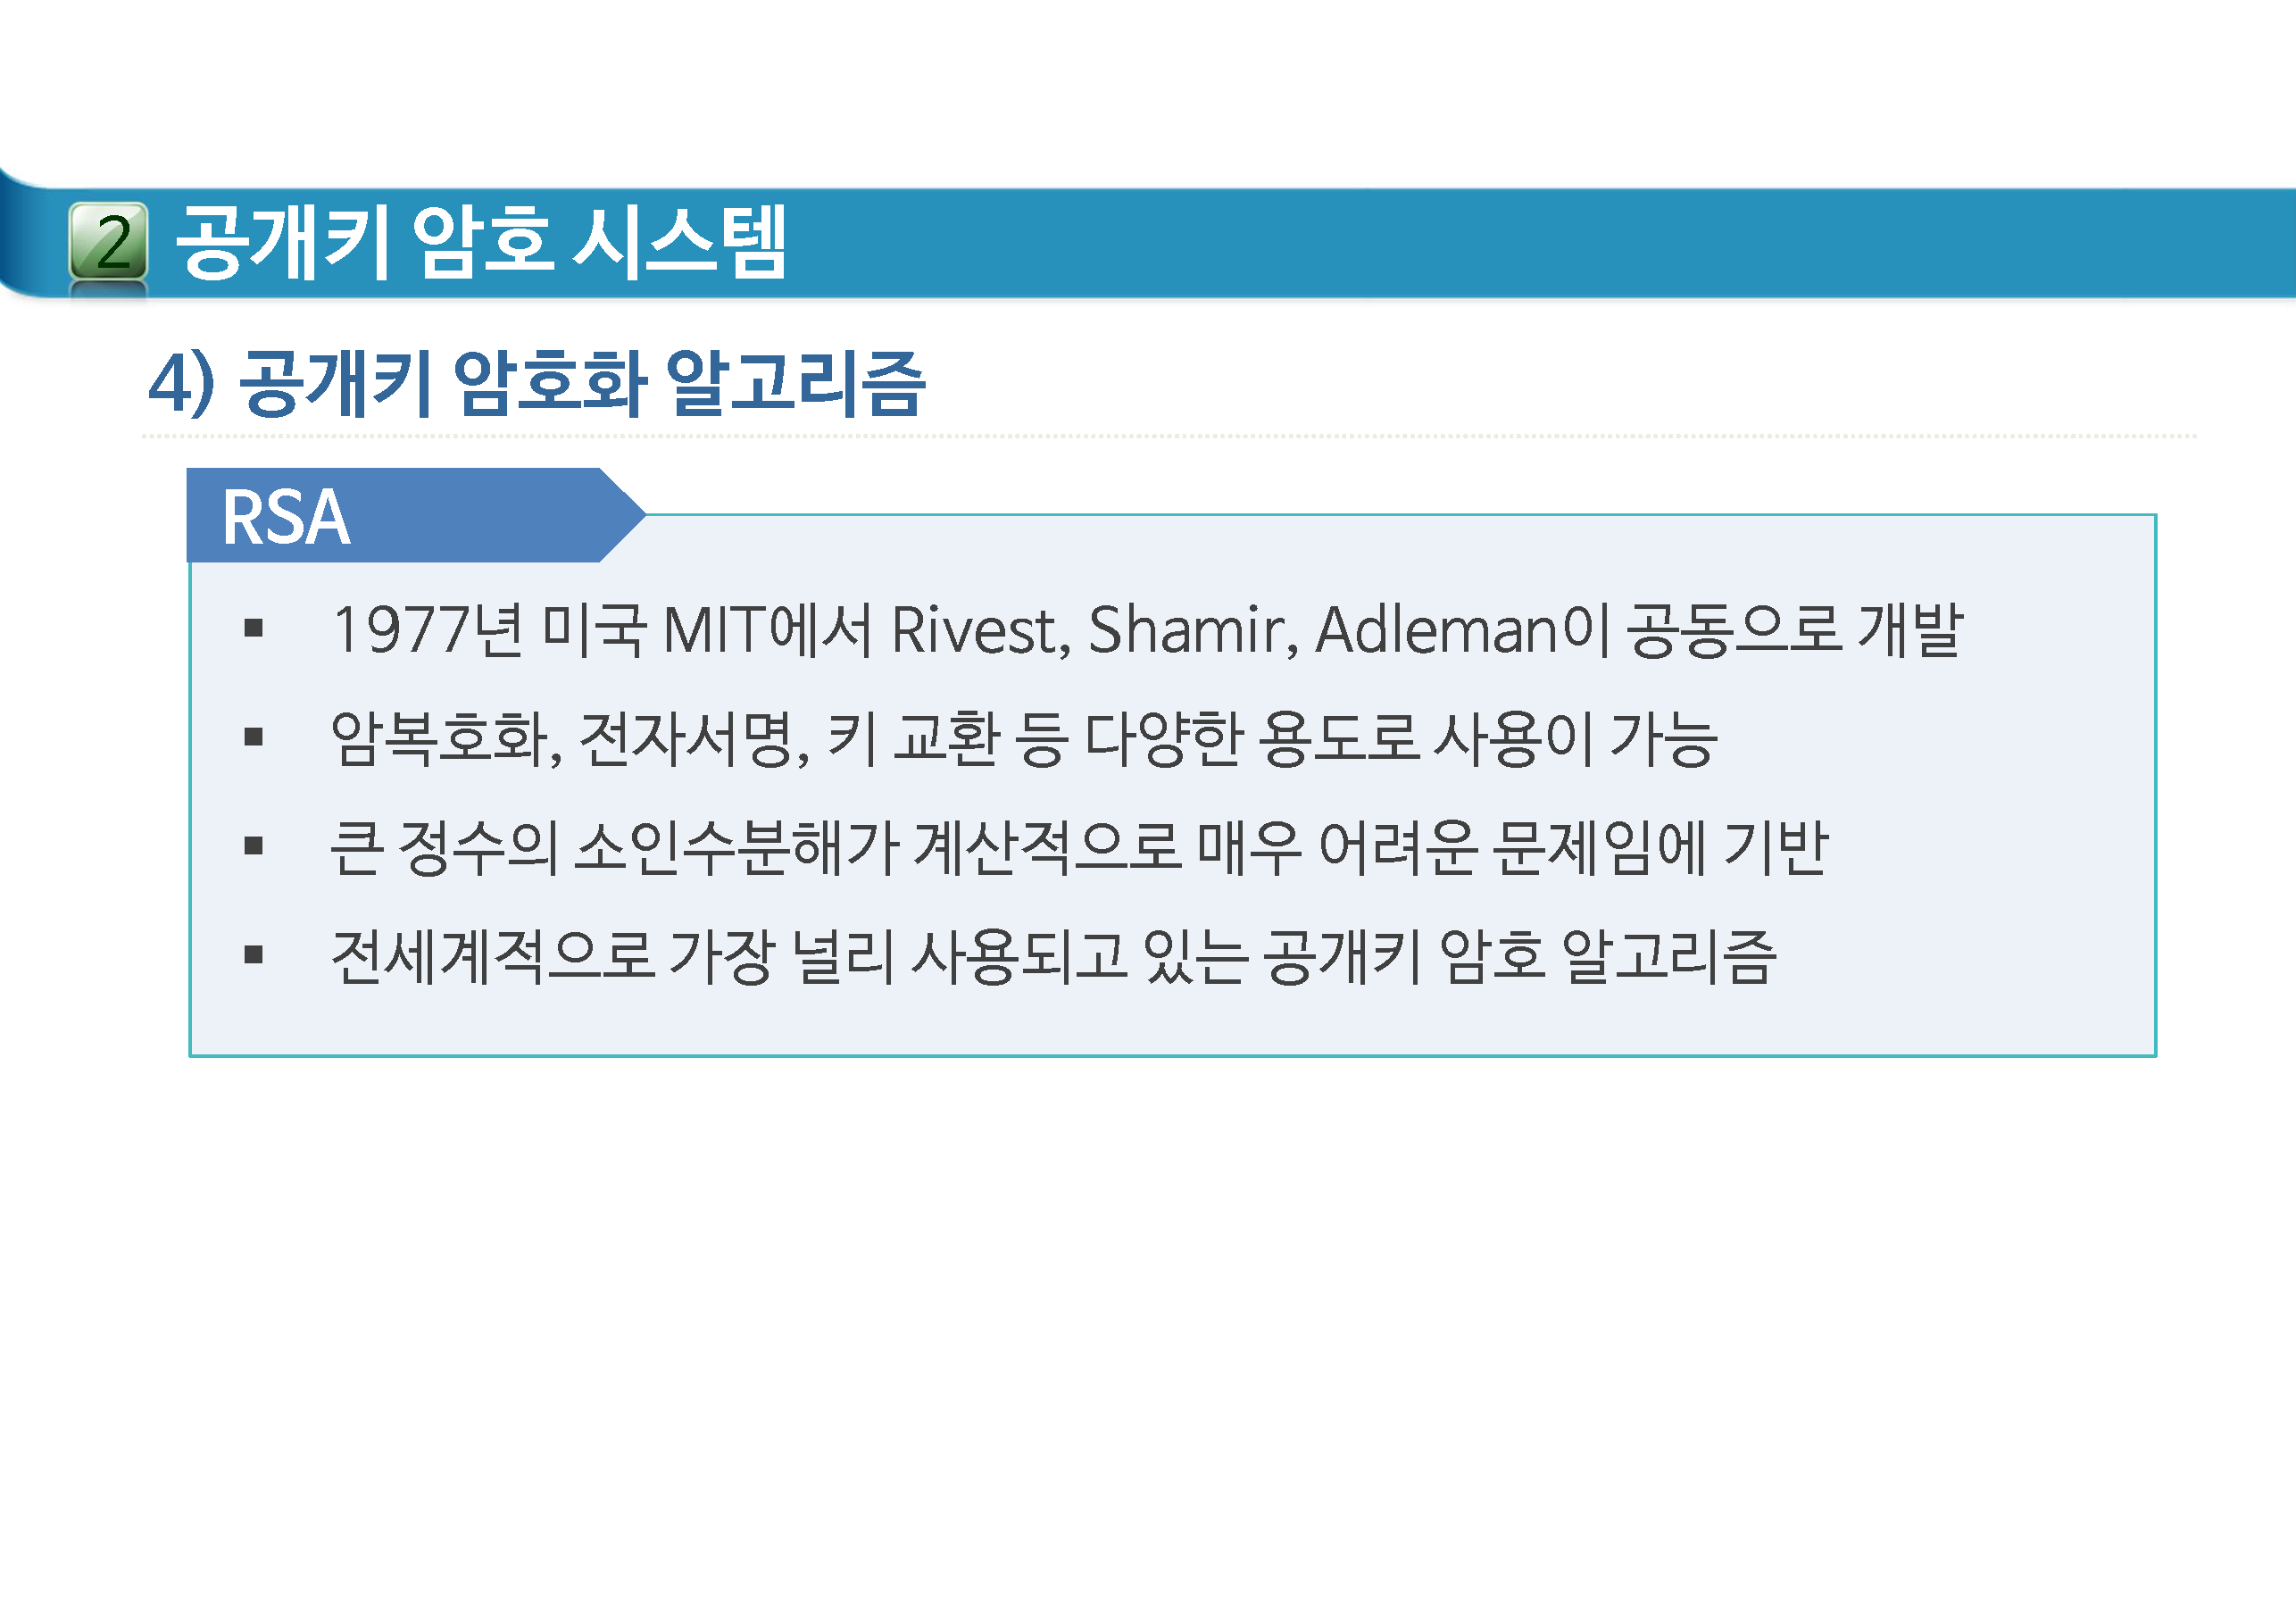 2 공개키 암호 시스템
4) 공개키 암호화 알고리즘
RSA
▪ 1977년 미국 MIT에서 Rivest, Shamir, Adleman이 공동으로 개발
▪ 암복호화, 전자서명, 키 교환 등 다양한 용도로 사용이 가능
▪ 큰 정수의 소인수분해가 계산적으로 매우 어려운 문제임에 기반
▪ 전세계적으로 가장 널리 사용되고 있는 공개키 암호 알고리즘